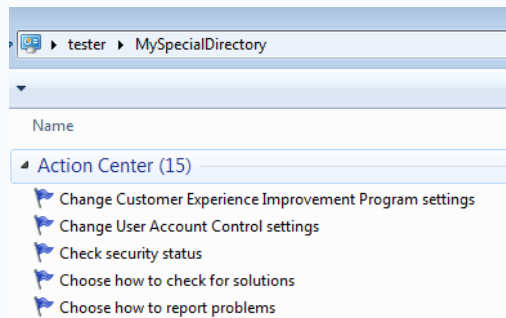 tester MySpecialDirectory
Name
Action Center (15)
Change Customer Experience Improvement Program settings
Change User Account Control settings
Check security status
Choose how to check for solutions
Choose how to report problems